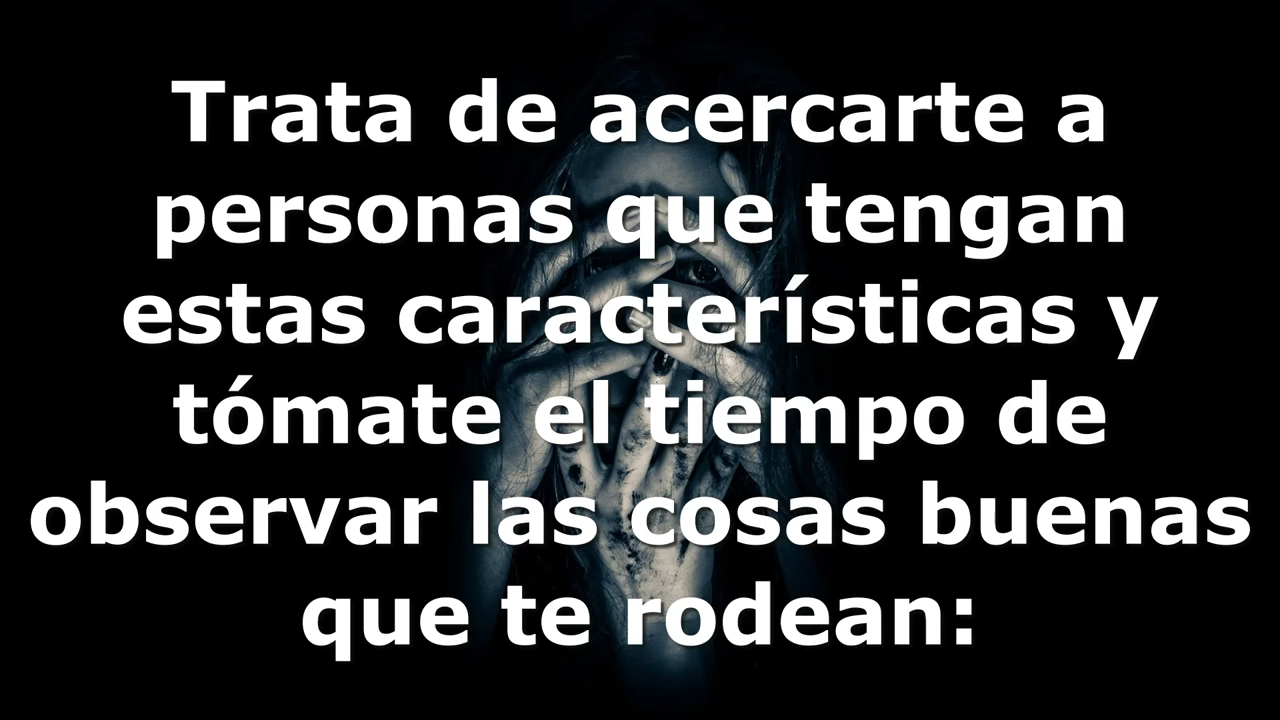 Trata de acercarte a
personas que tengan
estas características y
tómate el tiempo de
observar las cosas buenas
que te rodean: